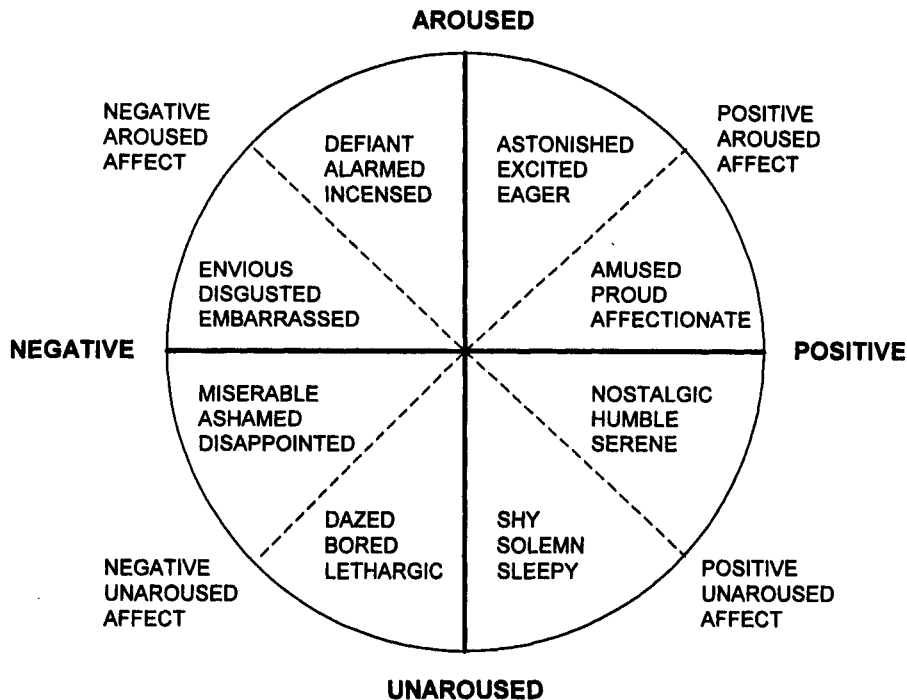 AROUSED
NEGATIVE
AROUSED
AFFECT
DEFIANT
ALARMED
INCENSED
ASTONISHED
EXCITED
EAGER
POSITIVE
AROUSED
AFFECT
ENVIOUS
DISGUSTED
EMBARRASSED
AMUSED
PROUD
AFFECTIONATE
NEGATIVE
POSITIVE
MISERABLE
ASHAMED
DISAPPOINTED
NOSTALGIC
HUMBLE
SERENE
NEGATIVE
UNAROUSED
AFFECT
DAZED
BORED
LETHARGIC
SHY
SOLEMN
SLEEPY
POSITIVE
UNAROUSED
AFFECT
UNAROUSED